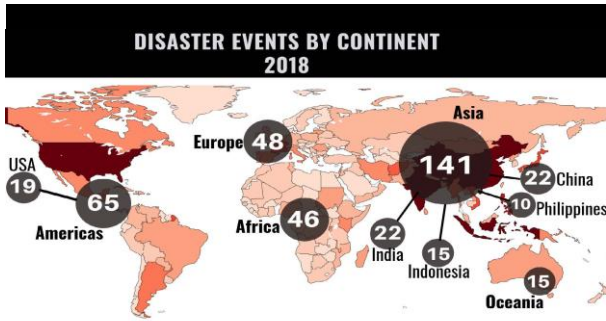 DISASTER EVENTS BY CONTINENT
2018
Asia
Europe 48
141
USA
19
65
22 China
10 Philippines
Americas
Africa 46
22
India
15
Indonesia
15
Oceania